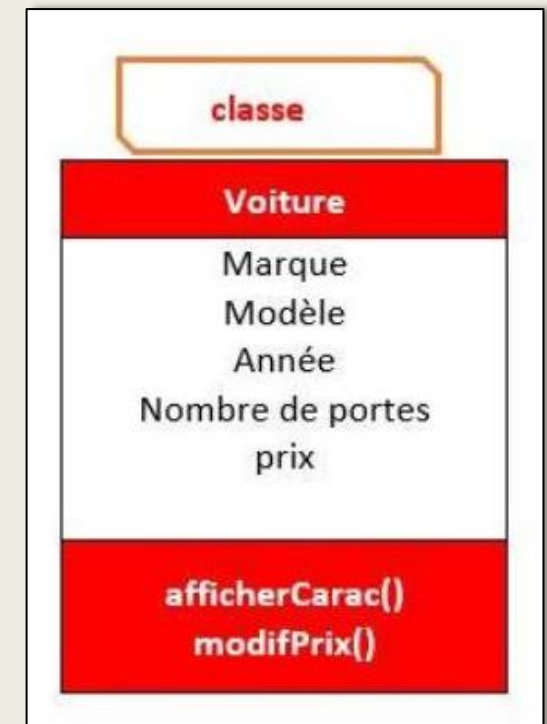 classe
Voiture
Marque
Modèle
Année
Nombre de portes
prix
afficherCarac()
modifPrix()